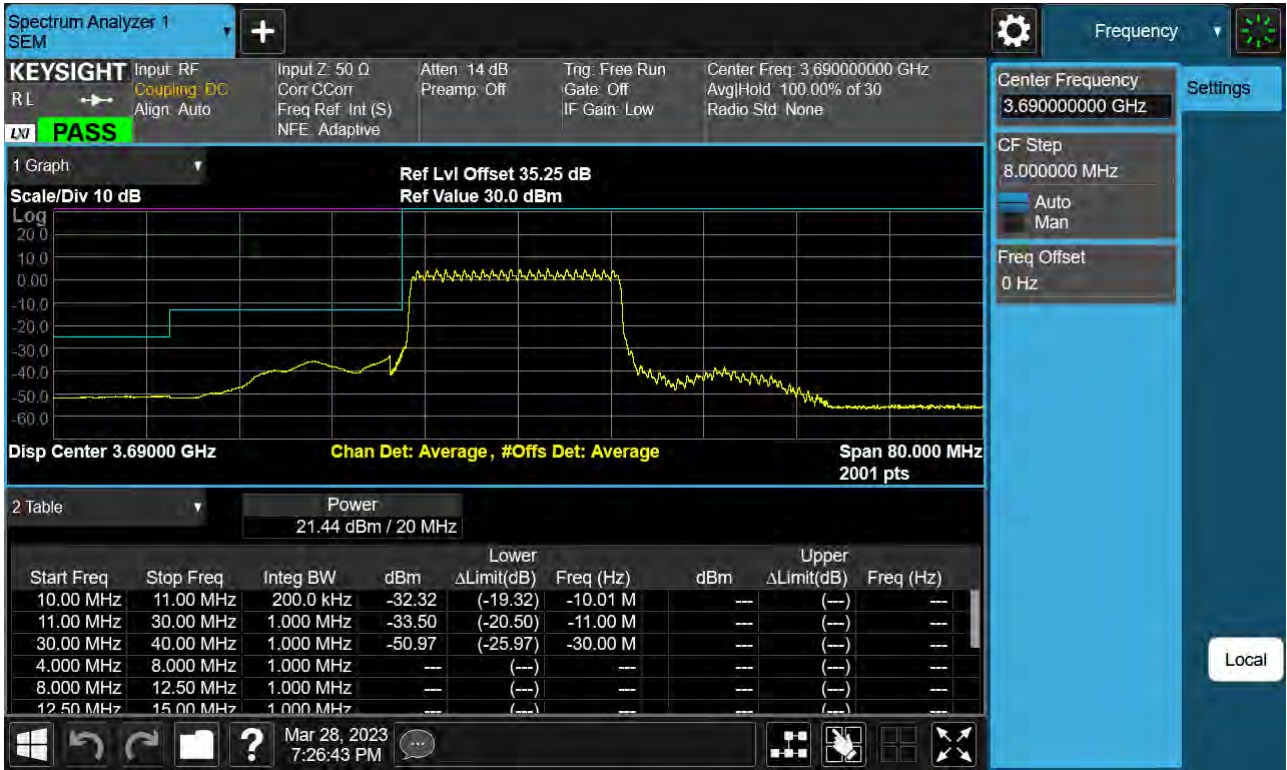 Spectrum Analyzer 1
SEM
Frequency
KEYSIGHT
RL
LXI
PASS
Input: RF
Coupling: DC
Align: Auto
Input Z: 50 Ω
Corr CCorr
Freq Ref: Int (S)
NFE: Adaptive
Atten: 14 dB
Preamp: Off
Trig: Free Run
Gate: Off
IF Gain: Low
Center Freq: 3.690000000 GHz
Avg|Hold: 100.00% of 30
Radio Std: None
Center Frequency
3.690000000 GHz
Settings
CF Step
8.000000 MHz
Auto
Man
Freq Offset
0 Hz
Local
1 Graph
Ref Lvl Offset 35.25 dB
Scale/Div 10 dB
Ref Value 30.0 dBm
Log
20.0
10.0
0.00
-10.0
-20.0
-30.0
-40.0
-50.0
-60.0
Disp Center 3.69000 GHz
Chan Det: Average, #Offs Det: Average
Span 80.000 MHz
2001 pts
2 Table
Power
21.44 dBm / 20 MHz
Lower Upper
Start Freq Stop Freq Integ BW dBm ΔLimit(dB) Freq (Hz) dBm ΔLimit(dB) Freq (Hz)
10.00 MHz 11.00 MHz 200.0 kHz -32.32 (-19.32) -10.01 M --- (---) ---
11.00 MHz 30.00 MHz 1.000 MHz -33.50 (-20.50) -11.00 M --- (---) ---
30.00 MHz 40.00 MHz 1.000 MHz -50.97 (-25.97) -30.00 M --- (---) ---
4.000 MHz 8.000 MHz 1.000 MHz --- (---) --- --- (---) ---
8.000 MHz 12.50 MHz 1.000 MHz --- (---) --- --- (---) ---
12.50 MHz 15.00 MHz 1.000 MHz --- (---) --- --- (---) ---
Mar 28, 2023
7:26:43 PM